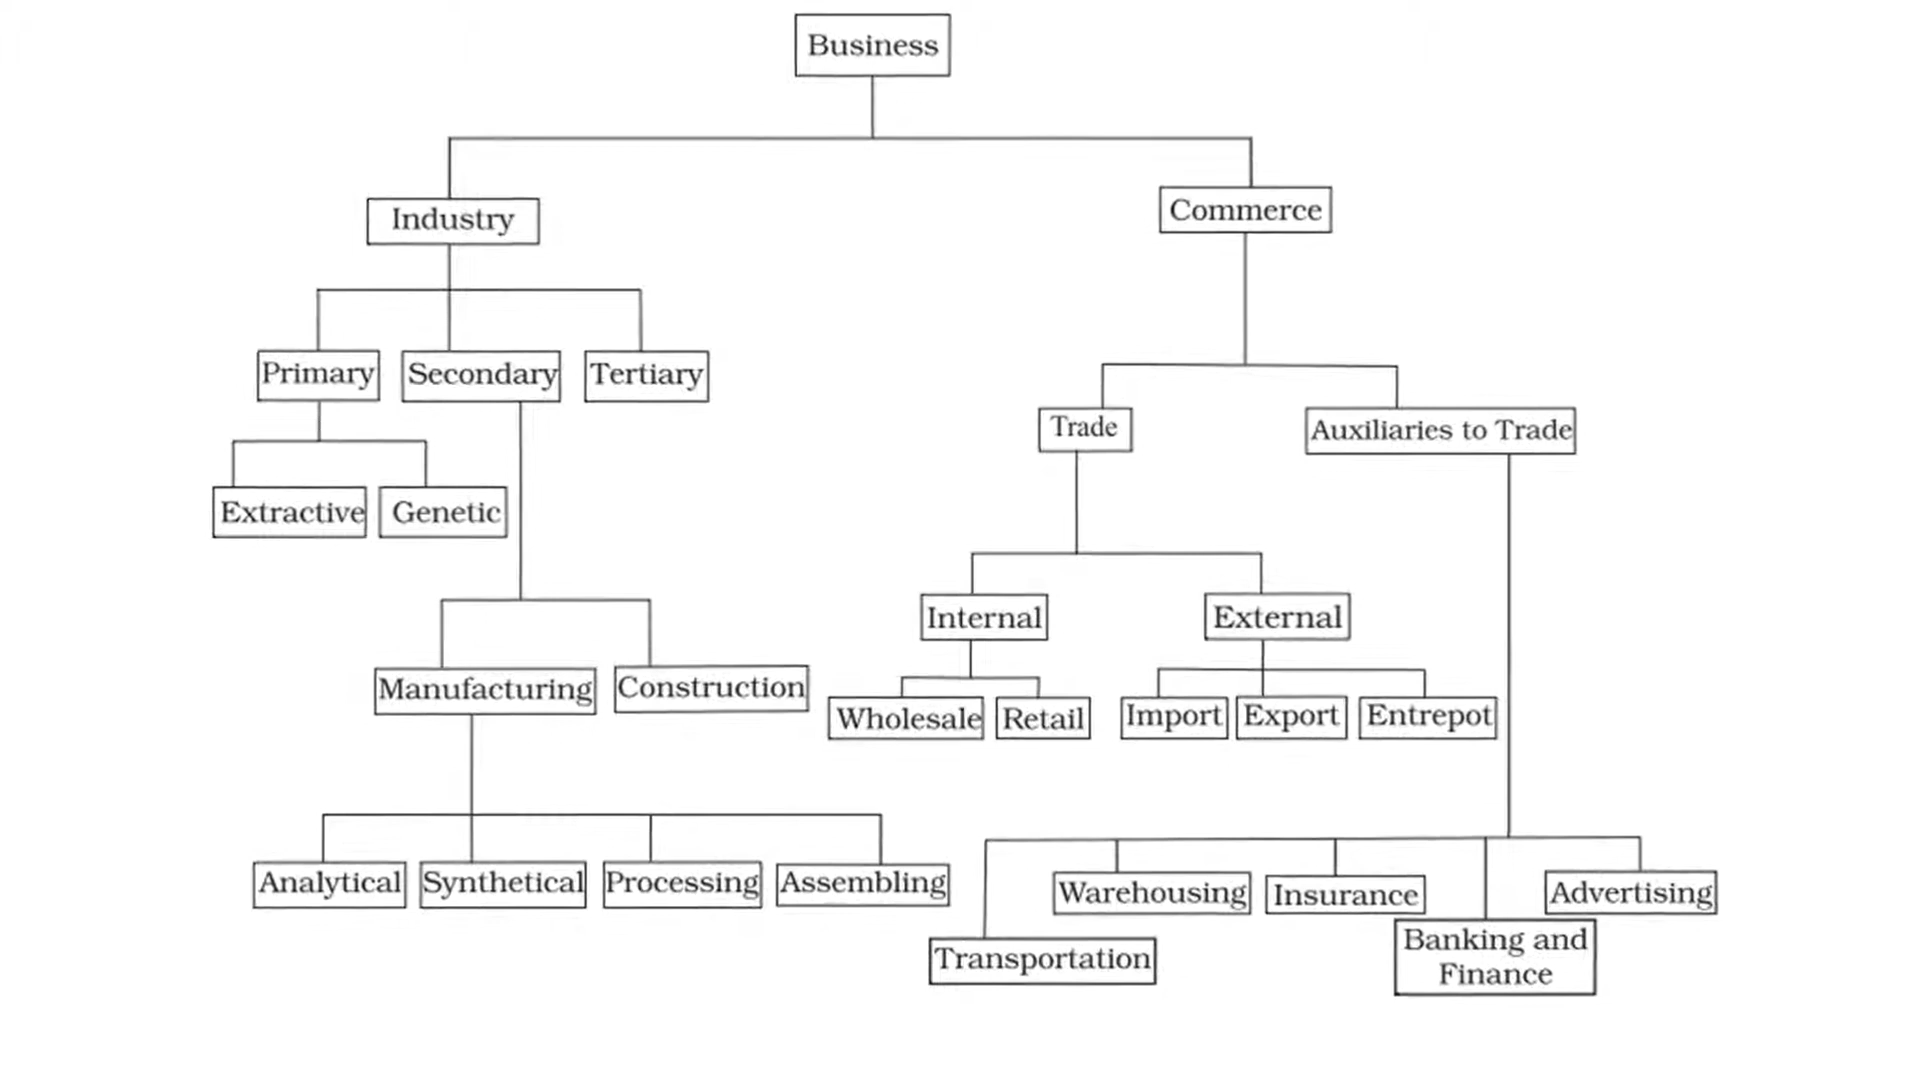 Business
Industry
Commerce
Primary
Secondary
Tertiary
Trade
Auxiliaries to Trade
Extractive
Genetic
Internal
External
Manufacturing
Construction
Wholesale
Retail
Import
Export
Entrepot
Analytical
Synthetical
Processing
Assembling
Warehousing
Insurance
Advertising
Transportation
Banking and
Finance